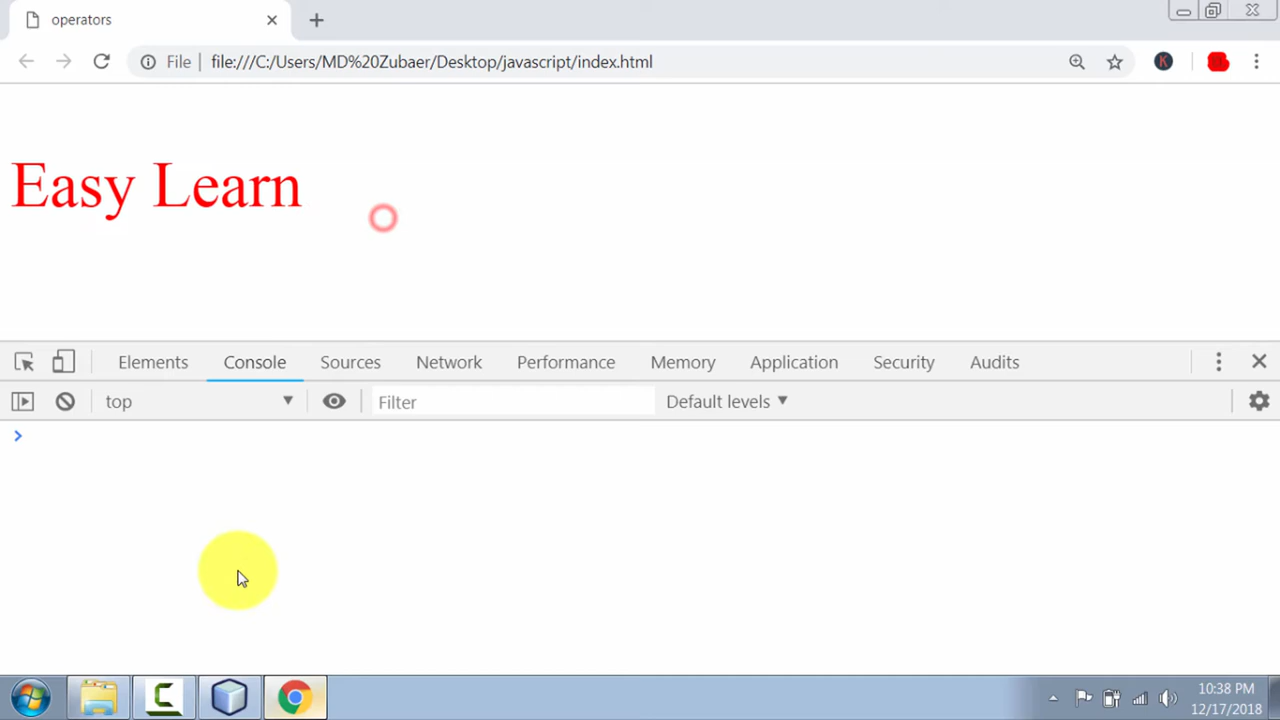 operators
File file:///C:/Users/MD%20Zubaer/Desktop/javascript/index.html
K
Easy Learn
Elements Console Sources Network Performance Memory Application Security Audits
top Filter Default levels
10:38 PM
12/17/2018